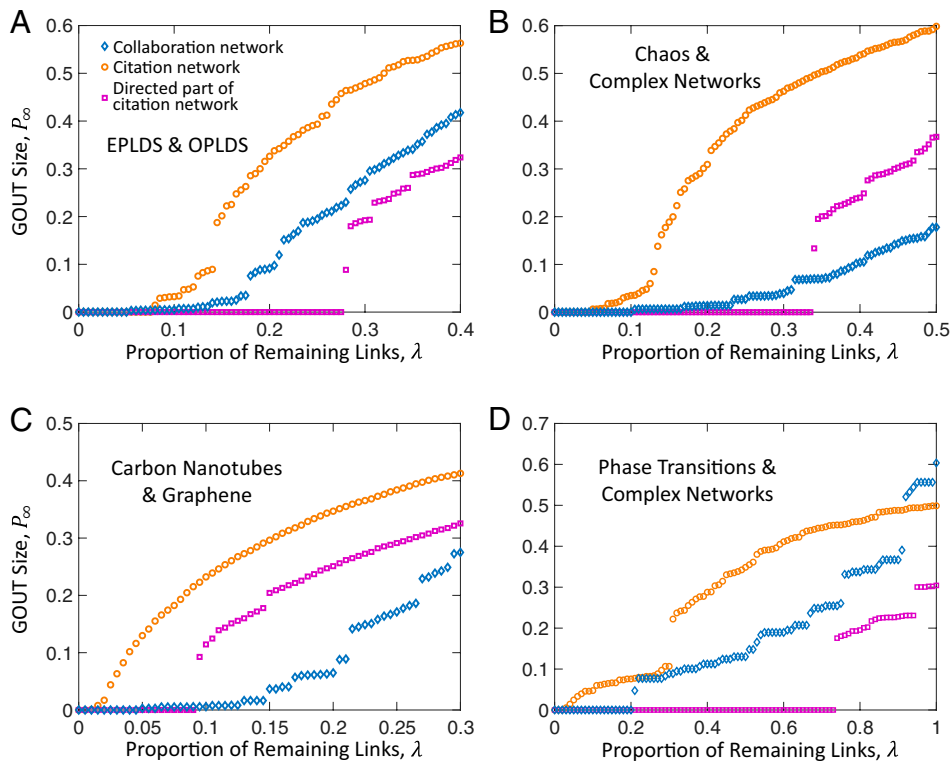 A
0.6
0.5
0.4
0.3
0.2
0.1
0
Collaboration network
Citation network
Directed part of
citation network
EPLDS & OPLDS
GOUT Size, P∞
0
0.1
0.2
0.3
0.4
Proportion of Remaining Links, λ
B
0.6
0.5
0.4
0.3
0.2
0.1
0
Chaos &
Complex Networks
0
0.1
0.2
0.3
0.4
0.5
Proportion of Remaining Links, λ
C
0.5
0.4
0.3
0.2
0.1
0
Carbon Nanotubes
& Graphene
GOUT Size, P∞
0
0.05
0.1
0.15
0.2
0.25
0.3
Proportion of Remaining Links, λ
D
0.7
0.6
0.5
0.4
0.3
0.2
0.1
0
Phase Transitions &
Complex Networks
0
0.2
0.4
0.6
0.8
1
Proportion of Remaining Links, λ